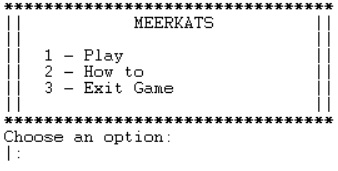 *********************************
|| MEERKATS ||
|| ||
|| 1 - Play ||
|| 2 - How to ||
|| 3 - Exit Game ||
|| ||
*********************************
Choose an option:
|: